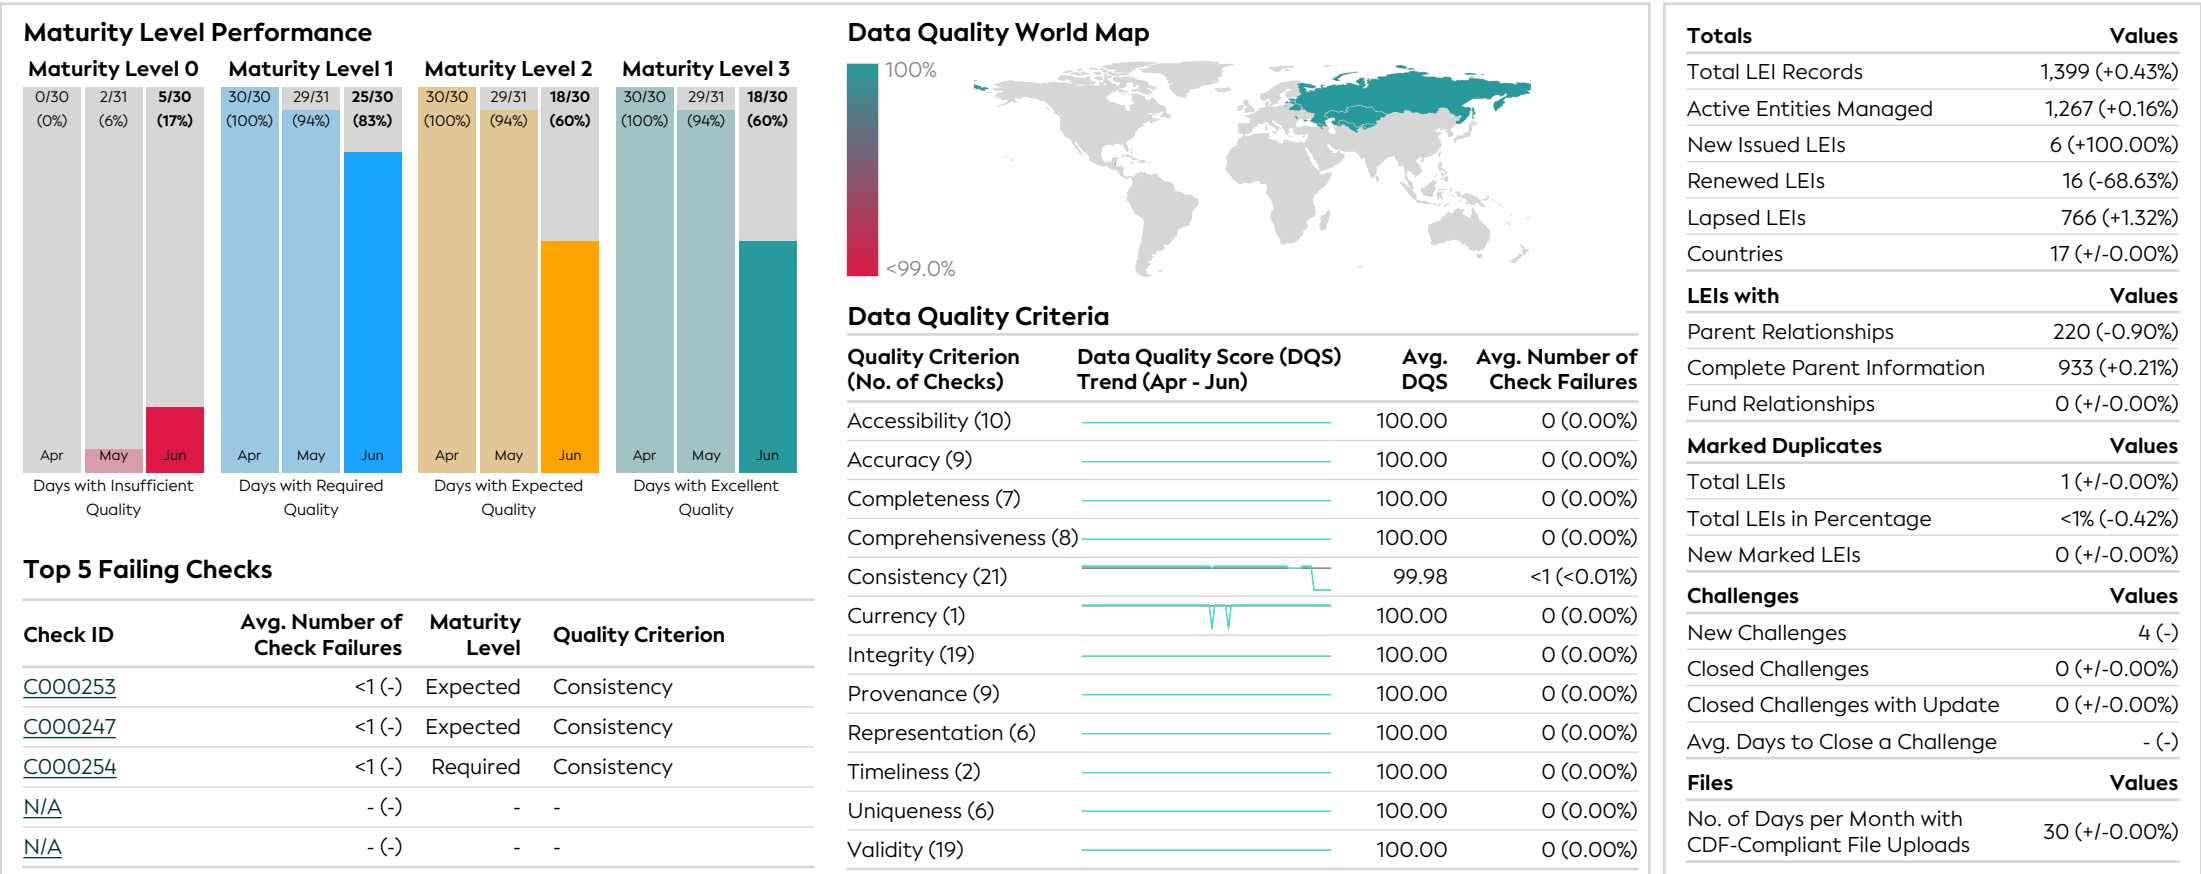 Maturity Level Performance
Maturity Level 0 Maturity Level 1 Maturity Level 2 Maturity Level 3
0/30 2/31 5/30 30/30 29/31 25/30 30/30 29/31 18/30 30/30 29/31 18/30
(0%) (6%) (17%) (100%) (94%) (83%) (100%) (94%) (60%) (100%) (94%) (60%)
Apr May Jun Apr May Jun Apr May Jun Apr May Jun
Days with Insufficient Days with Required Days with Expected Days with Excellent
Quality Quality Quality Quality
Top 5 Failing Checks
Check ID Avg. Number of Check Failures Maturity Level Quality Criterion
C000253 <1 (-) Expected Consistency
C000247 <1 (-) Expected Consistency
C000254 <1 (-) Required Consistency
N/A - (-) - -
N/A - (-) - -
Data Quality World Map
100%
<99.0%
Data Quality Criteria
Quality Criterion Data Quality Score (DQS) Avg. Avg. Number of
(No. of Checks) Trend (Apr - Jun) DQS Check Failures
Accessibility (10) 100.00 0 (0.00%)
Accuracy (9) 100.00 0 (0.00%)
Completeness (7) 100.00 0 (0.00%)
Comprehensiveness (8) 100.00 0 (0.00%)
Consistency (21) 99.98 <1 (<0.01%)
Currency (1) 100.00 0 (0.00%)
Integrity (19) 100.00 0 (0.00%)
Provenance (9) 100.00 0 (0.00%)
Representation (6) 100.00 0 (0.00%)
Timeliness (2) 100.00 0 (0.00%)
Uniqueness (6) 100.00 0 (0.00%)
Validity (19) 100.00 0 (0.00%)
Totals Values
Total LEI Records 1,399 (+0.43%)
Active Entities Managed 1,267 (+0.16%)
New Issued LEIs 6 (+100.00%)
Renewed LEIs 16 (-68.63%)
Lapsed LEIs 766 (+1.32%)
Countries 17 (+/-0.00%)
LEIs with Values
Parent Relationships 220 (-0.90%)
Complete Parent Information 933 (+0.21%)
Fund Relationships 0 (+/-0.00%)
Marked Duplicates Values
Total LEIs 1 (+/-0.00%)
Total LEIs in Percentage <1% (-0.42%)
New Marked LEIs 0 (+/-0.00%)
Challenges Values
New Challenges 4 (-)
Closed Challenges 0 (+/-0.00%)
Closed Challenges with Update 0 (+/-0.00%)
Avg. Days to Close a Challenge - (-)
Files Values
No. of Days per Month with
CDF-Compliant File Uploads 30 (+/-0.00%)